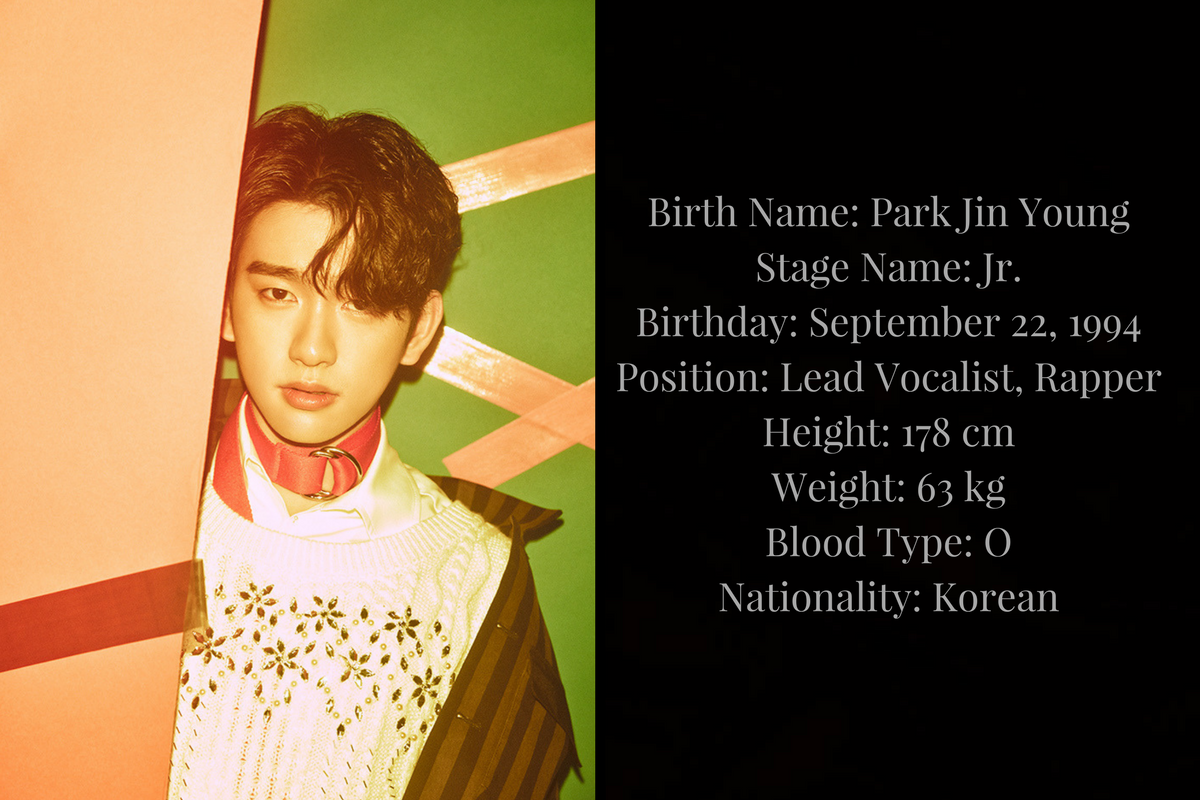 Birth Name: Park Jin Young
Stage Name: Jr.
Birthday: September 22, 1994
Position: Lead Vocalist, Rapper
Height: 178 cm
Weight: 63 kg
Blood Type: O
Nationality: Korean